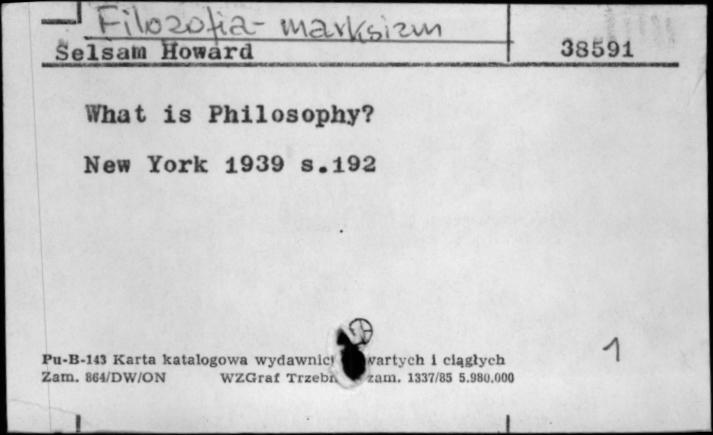 Filozofia - marksizm
Selsam Howard 38591
What is Philosophy?
New York 1939 s.192
1
Pu-B-143 Karta katalogowa wydawnic wartych i ciągłych
Zam. 864/DW/ON WZGraf Trzebn zam. 1337/85 5.980.000